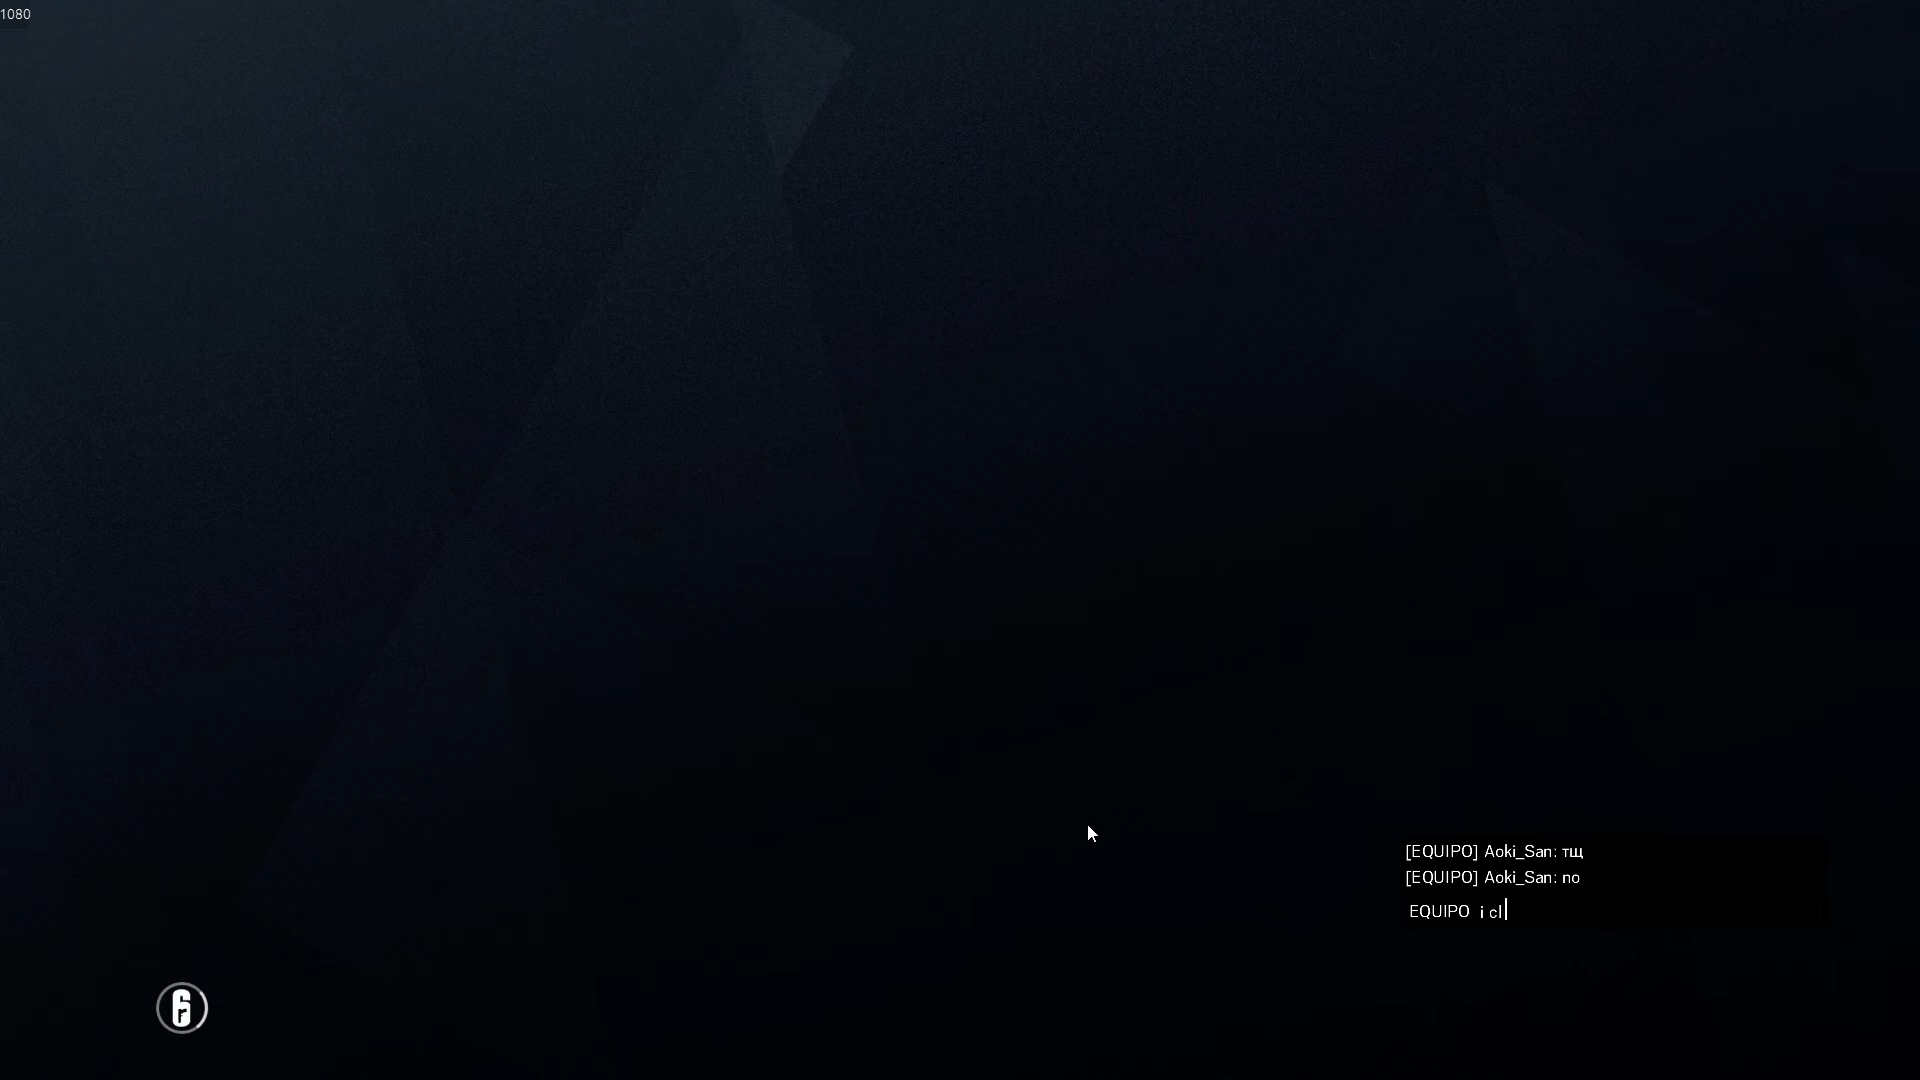 1080
[EQUIPO] Aoki_San: тщ
[EQUIPO] Aoki_San: no
EQUIPO i cl